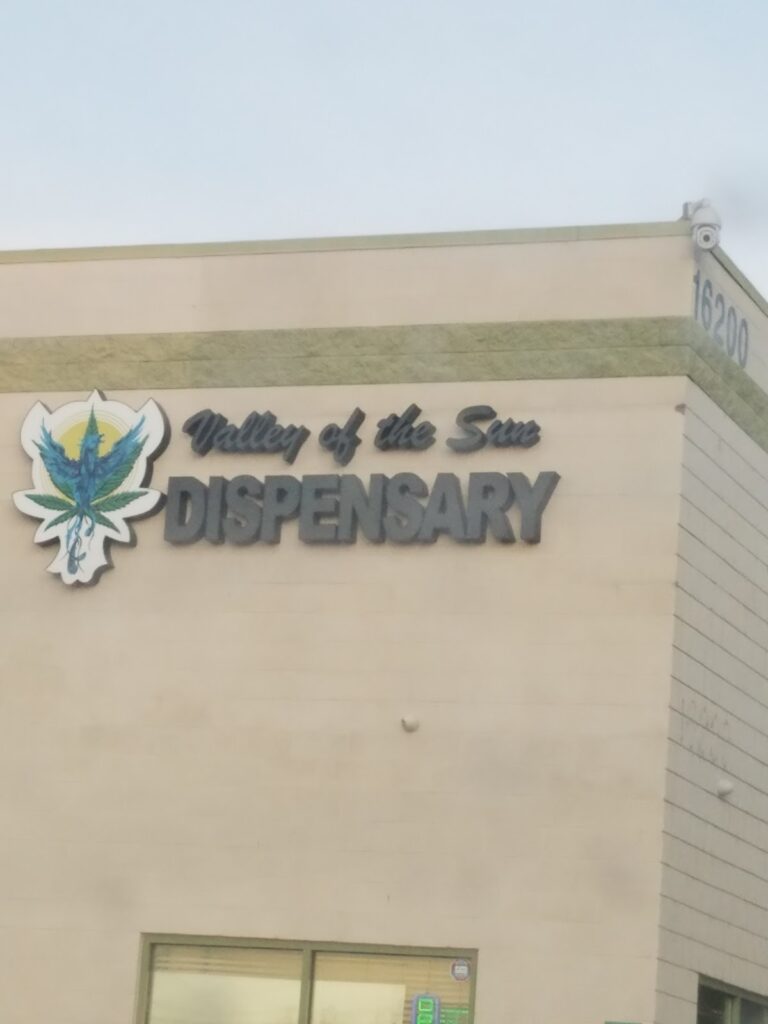 16200
Valley of the Sun
DISPENSARY